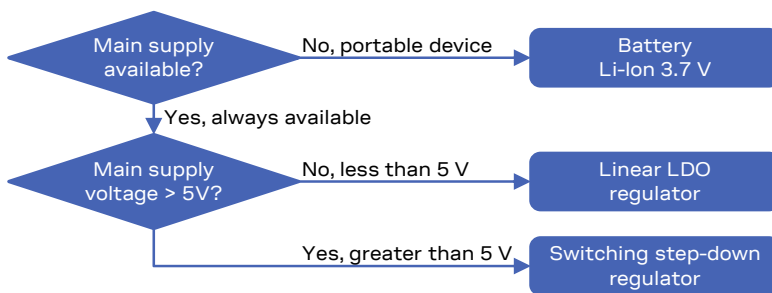 Main supply
available?
No, portable device
Battery
Li-Ion 3.7 V
Yes, always available
Main supply
voltage > 5V?
No, less than 5 V
Linear LDO
regulator
Yes, greater than 5 V
Switching step-down
regulator